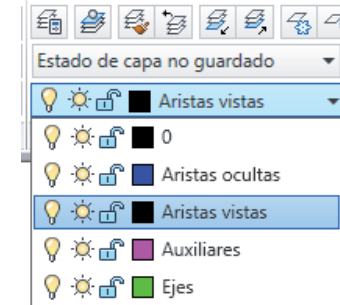 Estado de capa no guardado
Aristas vistas
0
Aristas ocultas
Aristas vistas
Auxiliares
Ejes